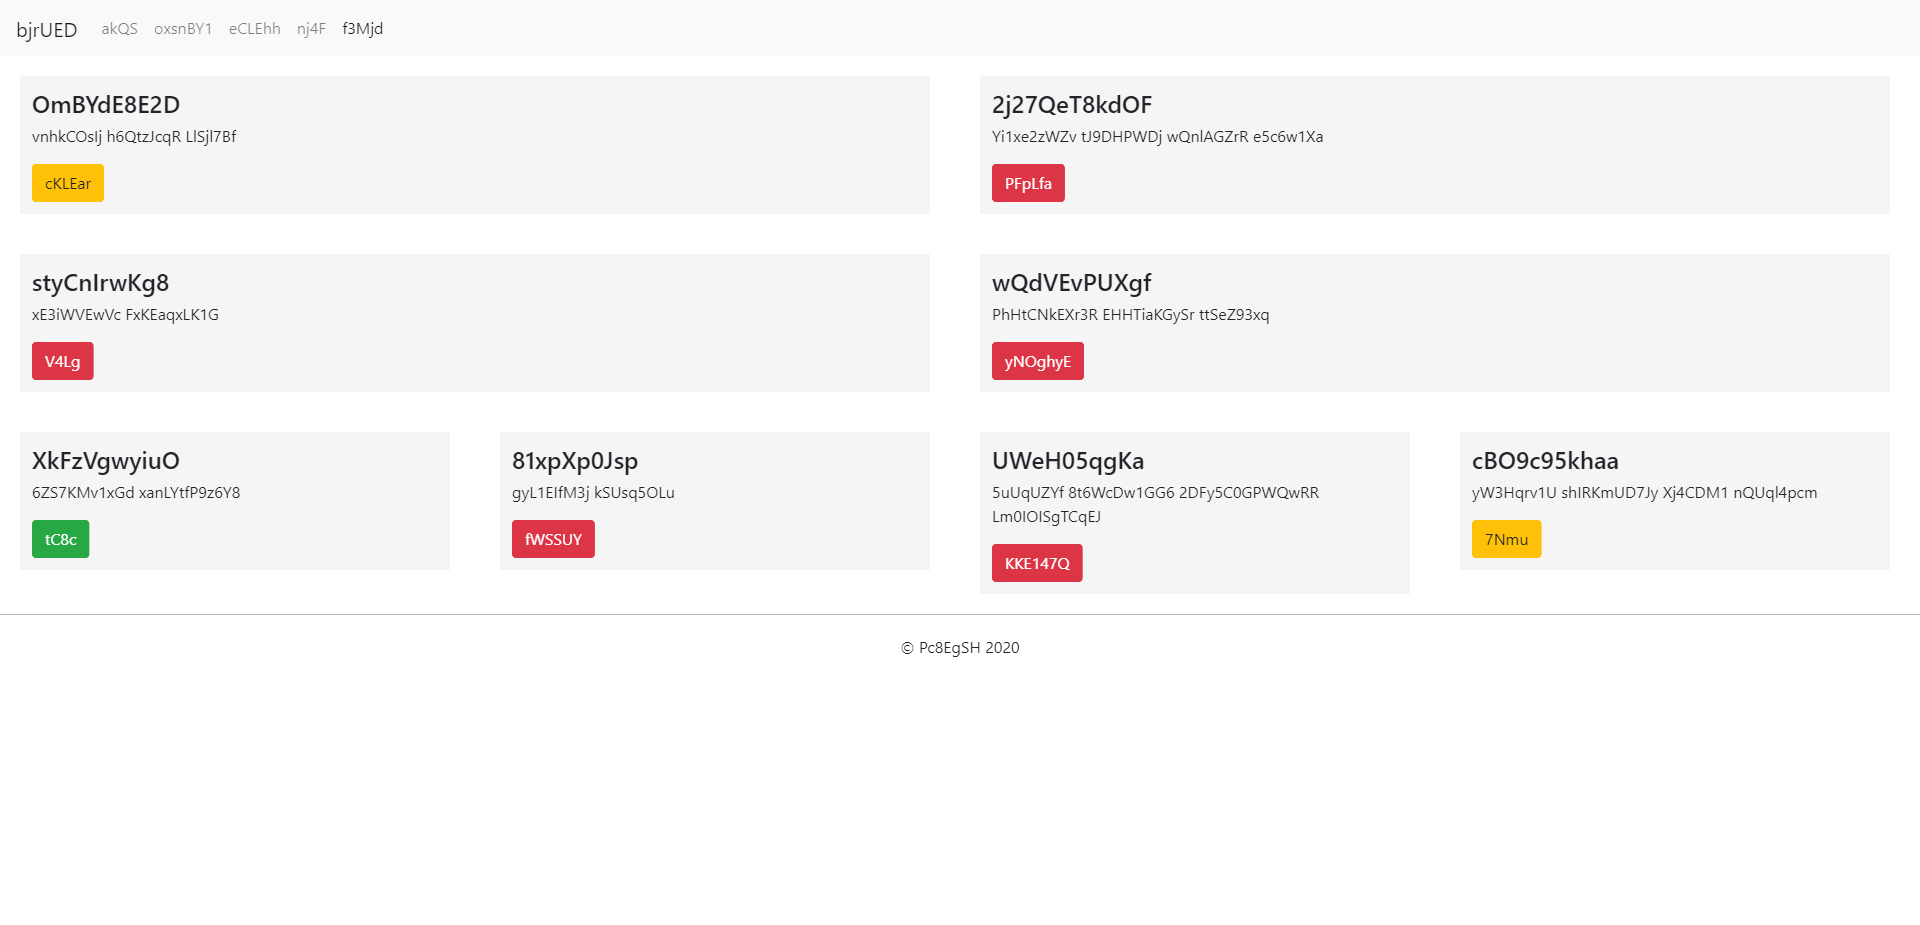 bjrUED akQS oxsnBY1 eCLEhh nj4F f3Mjd
OmBYdE8E2D
vnhkCOsIj h6QtzJcqR LlSjl7Bf
cKLEar
2j27QeT8kdOF
Yi1xe2zWZv tJ9DHPWDj wQnlAGZrR e5c6w1Xa
PFpLfa
styCnIrwKg8
xE3iWVEwVc FxKEaqxLK1G
V4Lg
wQdVEvPUXgf
PhHtCNkEXr3R EHHTiaKGySr ttSeZ93xq
yNOghyE
XkFzVgwyiuO
6ZS7KMv1xGd xanLYtfP9z6Y8
tC8c
81xpXp0Jsp
gyL1EIfM3j kSUsq5OLu
fWSSUY
UWeH05qgKa
5uUqUZYf 8t6WcDw1GG6 2DFy5C0GPWQwRR
Lm0IOISgTCqEJ
KKE147Q
cBO9c95khaa
yW3Hqrv1U shIRKmUD7Jy Xj4CDM1 nQUql4pcm
7Nmu
© Pc8EgSH 2020